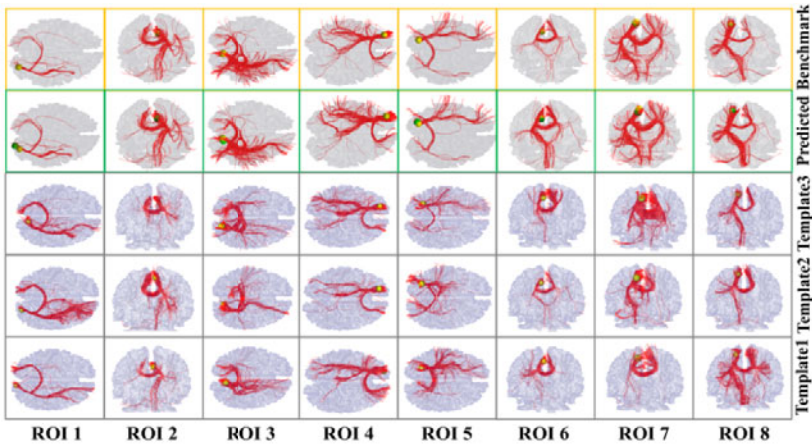 Benchmark
Predicted
Template3
Template2
Template1
ROI 1 ROI 2 ROI 3 ROI 4 ROI 5 ROI 6 ROI 7 ROI 8